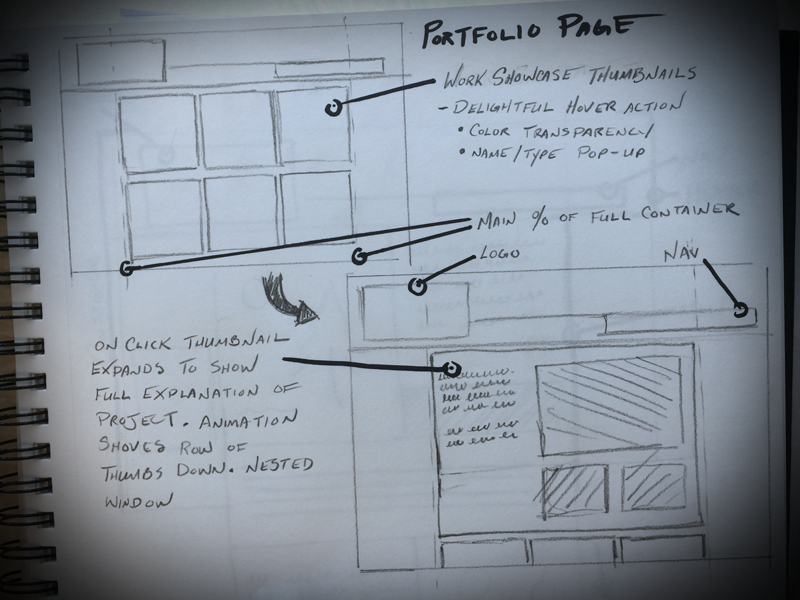 PORTFOLIO PAGE
WORK SHOWCASE THUMBNAILS
- DELIGHTFUL HOVER ACTION
• COLOR TRANSPARENCY
• NAME/TYPE POP-UP
MAIN % OF FULL CONTAINER
LOGO
NAV
ON CLICK THUMBNAIL
EXPANDS TO SHOW
FULL EXPLANATION OF
PROJECT. ANIMATION
SHOVES ROW OF
THUMBS DOWN. NESTED
WINDOW